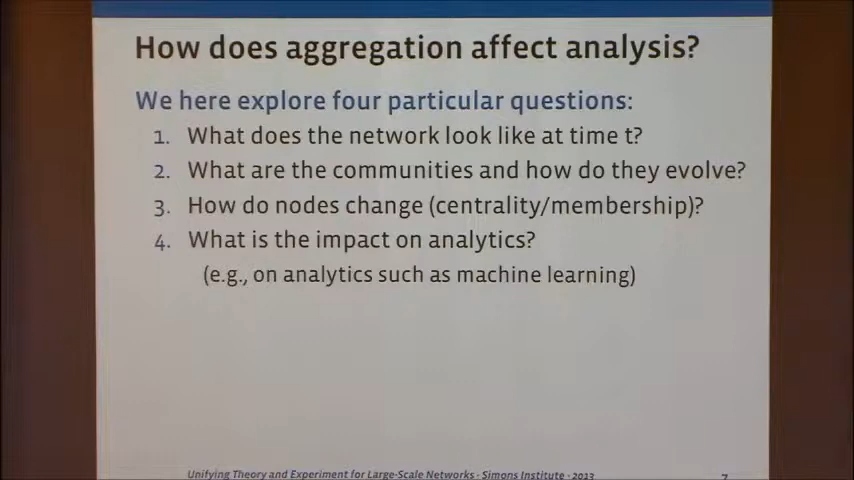 How does aggregation affect analysis?
We here explore four particular questions:
1. What does the network look like at time t?
2. What are the communities and how do they evolve?
3. How do nodes change (centrality/membership)?
4. What is the impact on analytics?
(e.g., on analytics such as machine learning)
Unifying Theory and Experiment for Large-Scale Networks · Simons Institute · 2013
7